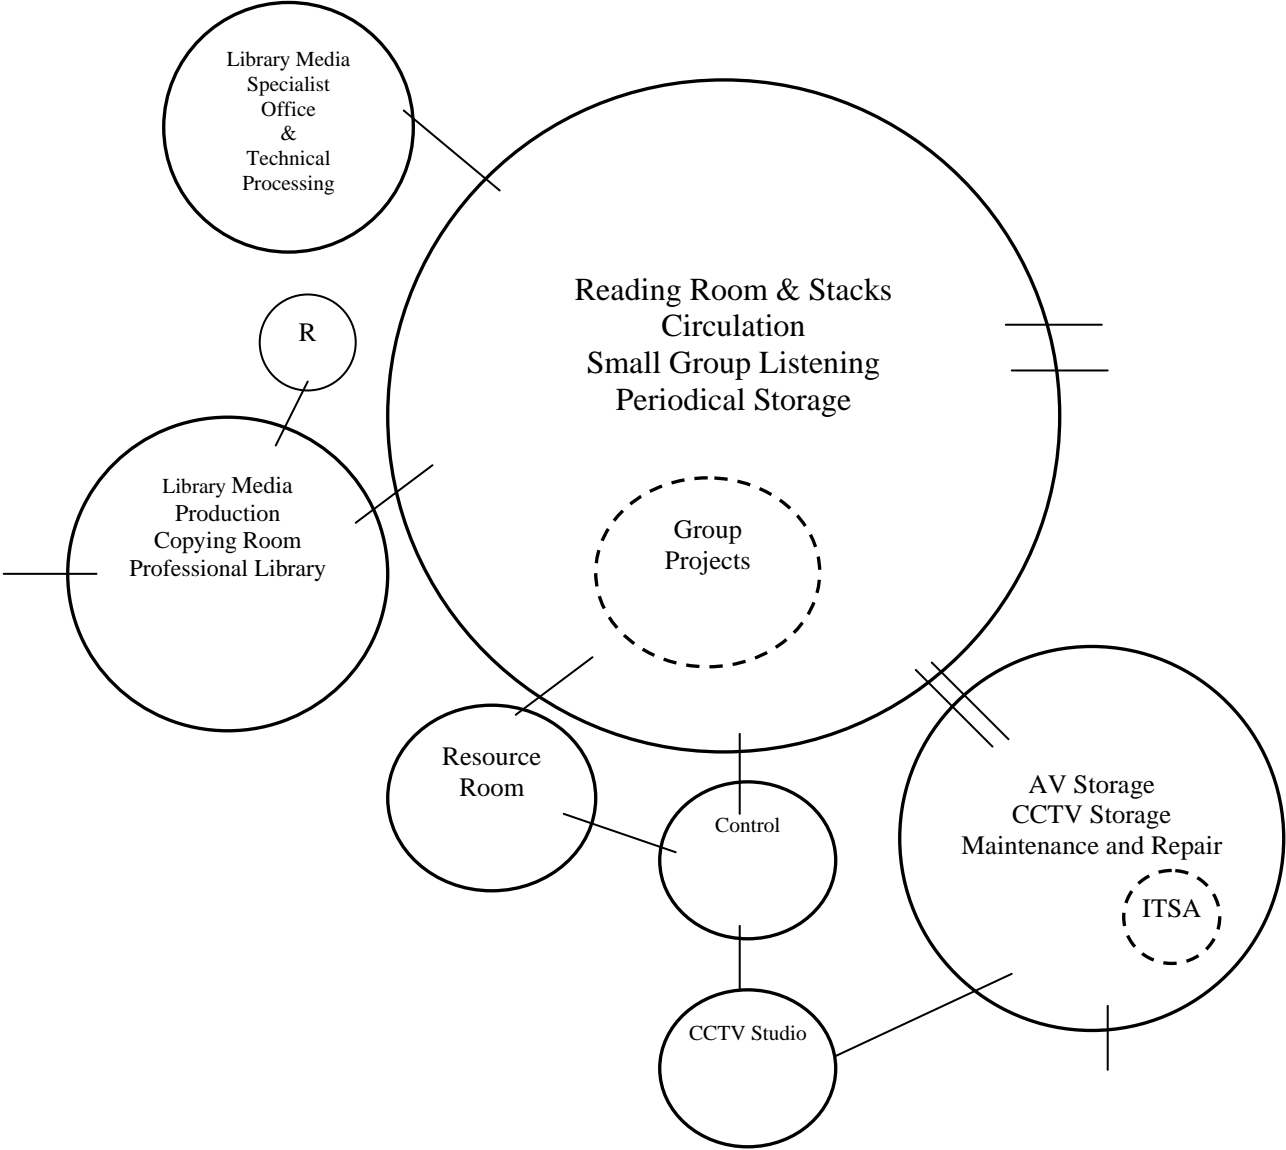 Library Media
Specialist
Office
&
Technical
Processing
Reading Room & Stacks
Circulation
Small Group Listening
Periodical Storage
R
Library Media
Production
Copying Room
Professional Library
Group
Projects
Resource
Room
Control
AV Storage
CCTV Storage
Maintenance and Repair
ITSA
CCTV Studio